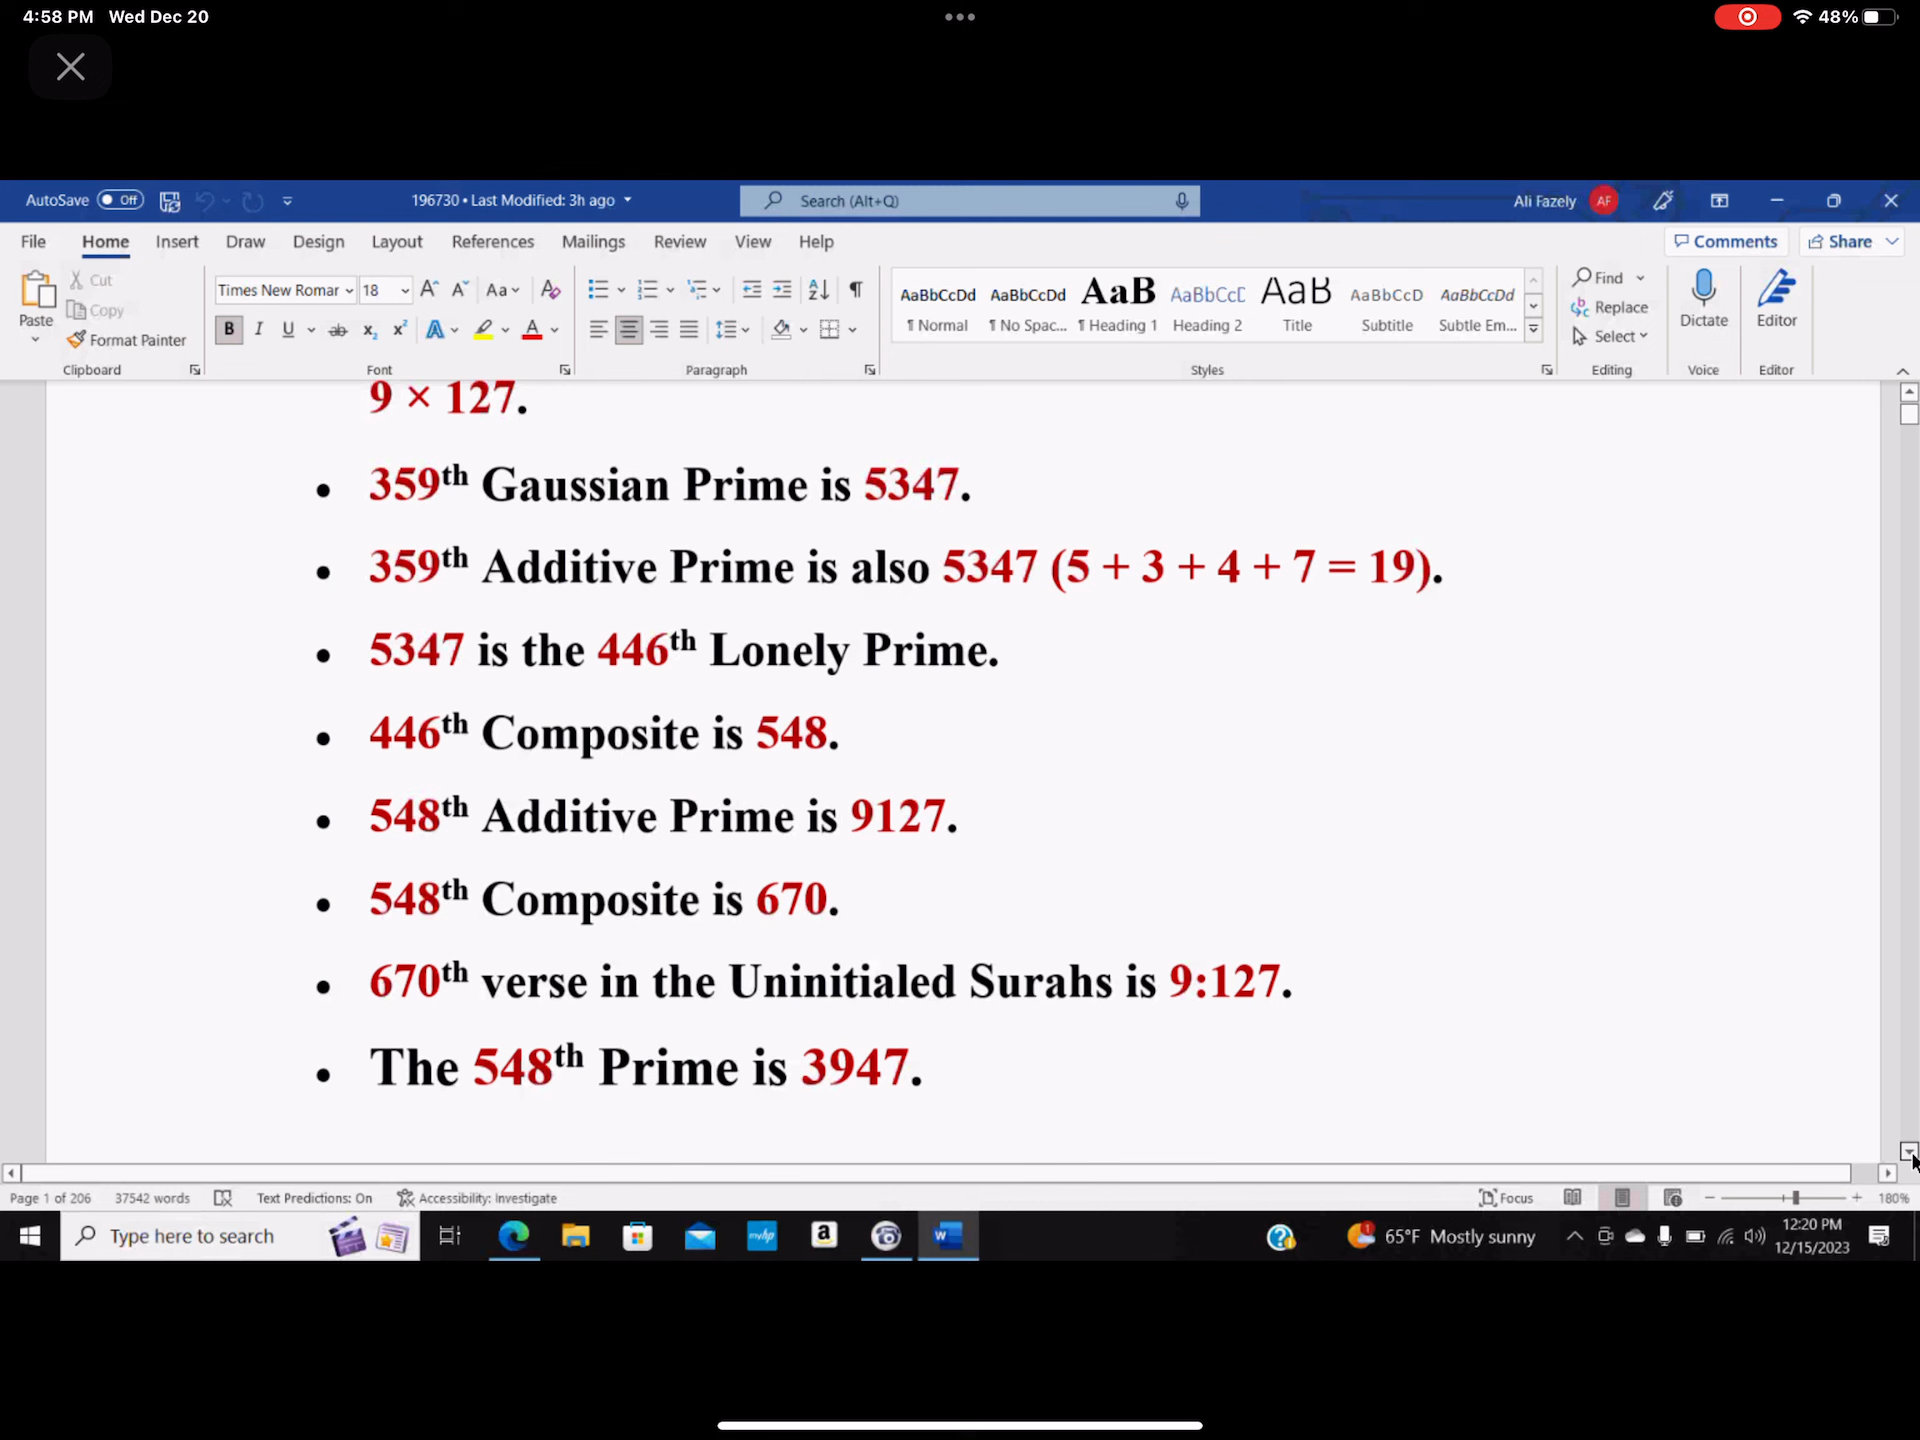 4:58 PM Wed Dec 20
48%
AutoSave Off
196730 • Last Modified: 3h ago
Search (Alt+Q)
Ali Fazely AF
File Home Insert Draw Design Layout References Mailings Review View Help
Comments Share
Paste
Cut
Copy
Format Painter
Clipboard
Times New Romar 18
Font
Paragraph
AaBbCcDd AaBbCcDd AaB AaBbCcC AaB AaBbCcD AaBbCcDd
¶ Normal ¶ No Spac... ¶ Heading 1 Heading 2 Title Subtitle Subtle Em...
Styles
Find
Replace
Select
Editing
Dictate
Voice
Editor
Editor
9 × 127.
• 359th Gaussian Prime is 5347.
• 359th Additive Prime is also 5347 (5 + 3 + 4 + 7 = 19).
• 5347 is the 446th Lonely Prime.
• 446th Composite is 548.
• 548th Additive Prime is 9127.
• 548th Composite is 670.
• 670th verse in the Uninitialed Surahs is 9:127.
• The 548th Prime is 3947.
Page 1 of 206 37542 words Text Predictions: On Accessibility: Investigate
Focus 180%
Type here to search
65°F Mostly sunny
12:20 PM
12/15/2023